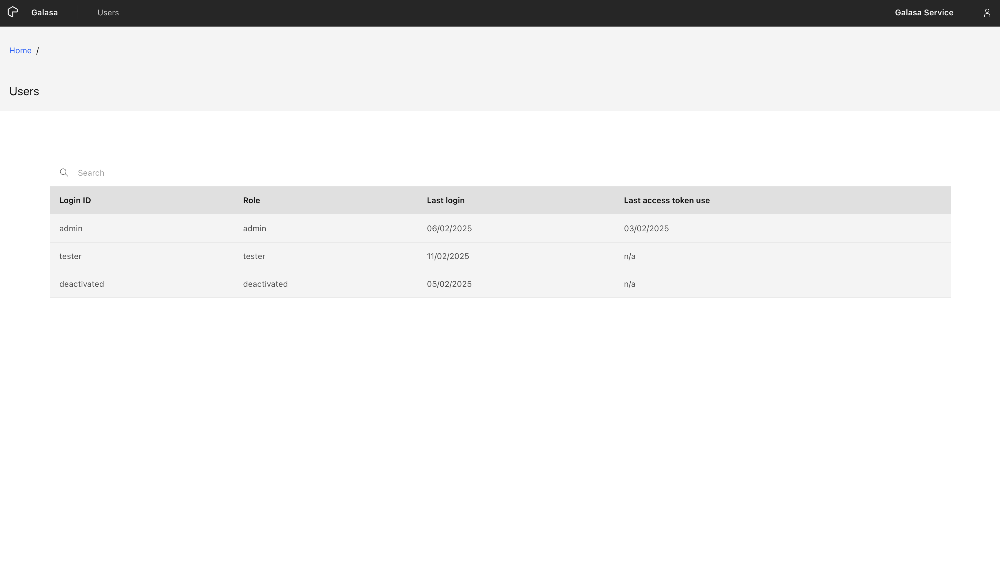 Galasa Users Galasa Service
Home /
Users
Search
Login ID Role Last login Last access token use
admin admin 06/02/2025 03/02/2025
tester tester 11/02/2025 n/a
deactivated deactivated 05/02/2025 n/a